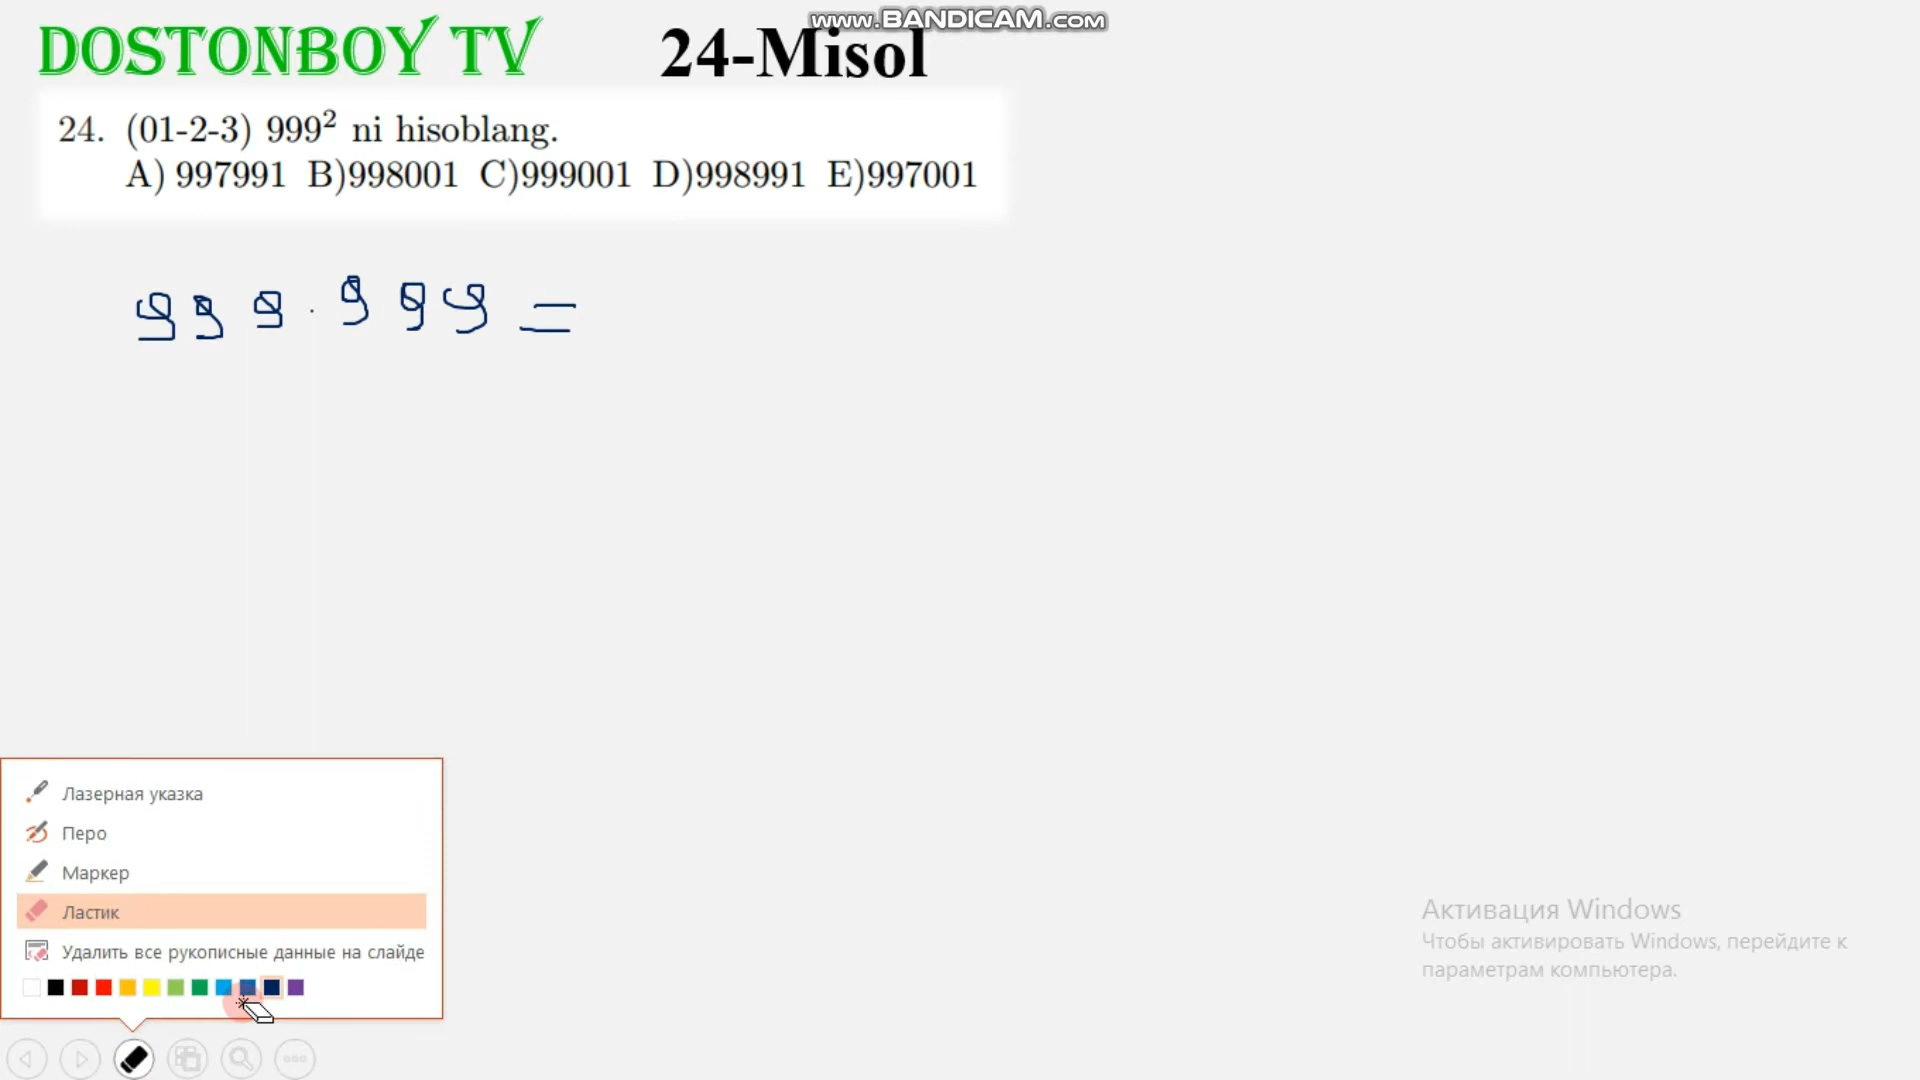 www.BANDICAM.com
DOSTONBOY TV
24-Misol
24. (01-2-3) 999² ni hisoblang.
A) 997991 B)998001 C)999001 D)998991 E)997001
999 · 999 =
Лазерная указка
Перо
Маркер
Ластик
Удалить все рукописные данные на слайде
Активация Windows
Чтобы активировать Windows, перейдите к
параметрам компьютера.